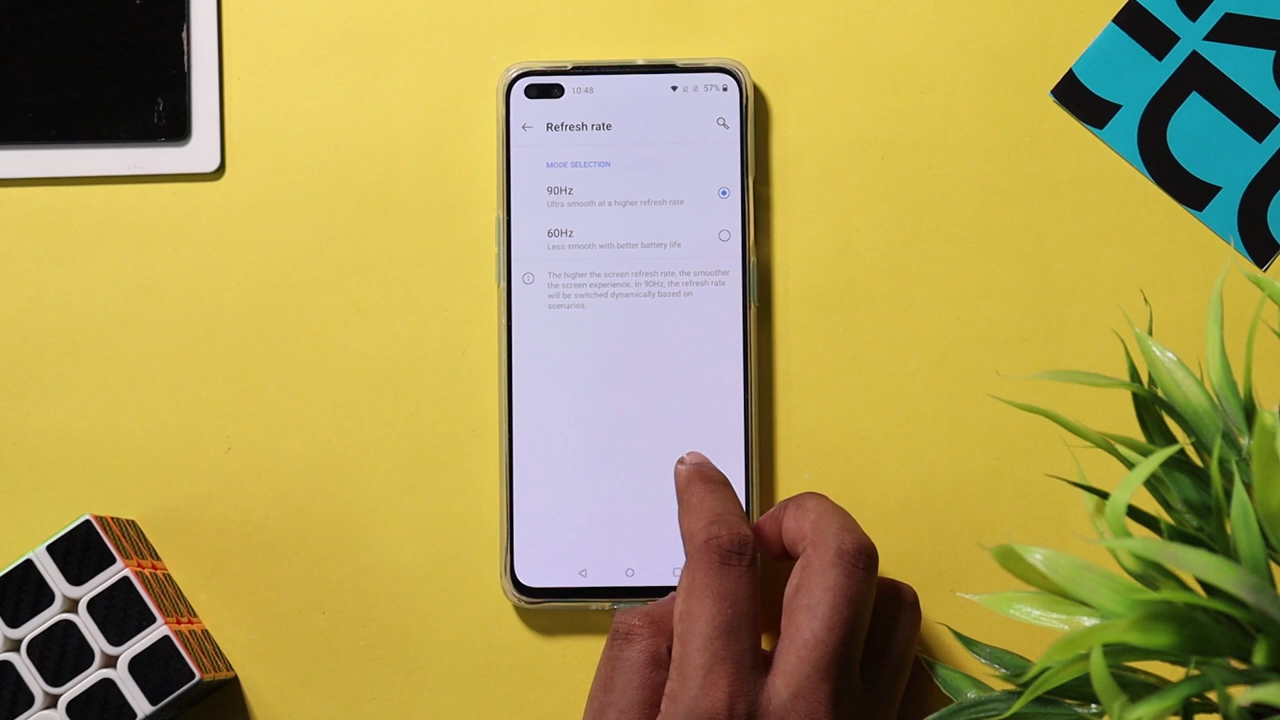 10:48
57%
Refresh rate
MODE SELECTION
90Hz
Ultra smooth at a higher refresh rate
60Hz
Less smooth with better battery life
The higher the screen refresh rate, the smoother
the screen experience. In 90Hz, the refresh rate
will be switched dynamically based on
scenarios.